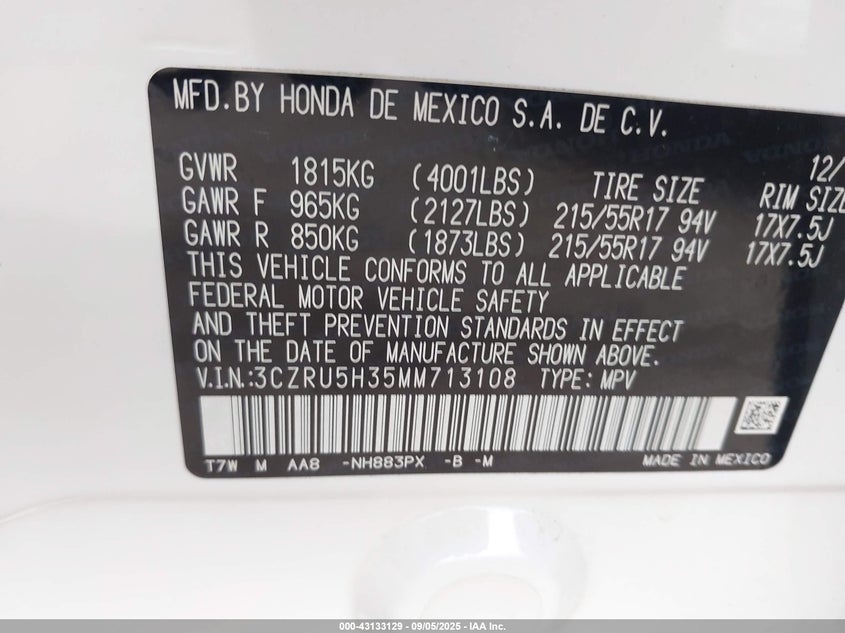 MFD.BY HONDA DE MEXICO S.A. DE C.V.
12/
GVWR 1815KG (4001LBS) TIRE SIZE RIM SIZE
GAWR F 965KG (2127LBS) 215/55R17 94V 17X7.5J
GAWR R 850KG (1873LBS) 215/55R17 94V 17X7.5J
THIS VEHICLE CONFORMS TO ALL APPLICABLE
FEDERAL MOTOR VEHICLE SAFETY
AND THEFT PREVENTION STANDARDS IN EFFECT
ON THE DATE OF MANUFACTURE SHOWN ABOVE.
V.I.N.:3CZRU5H35MM713108 TYPE: MPV
T7W M AA8 -NH883PX -B -M MADE IN MEXICO
000-43133129 - 09/05/2025 - IAA Inc.